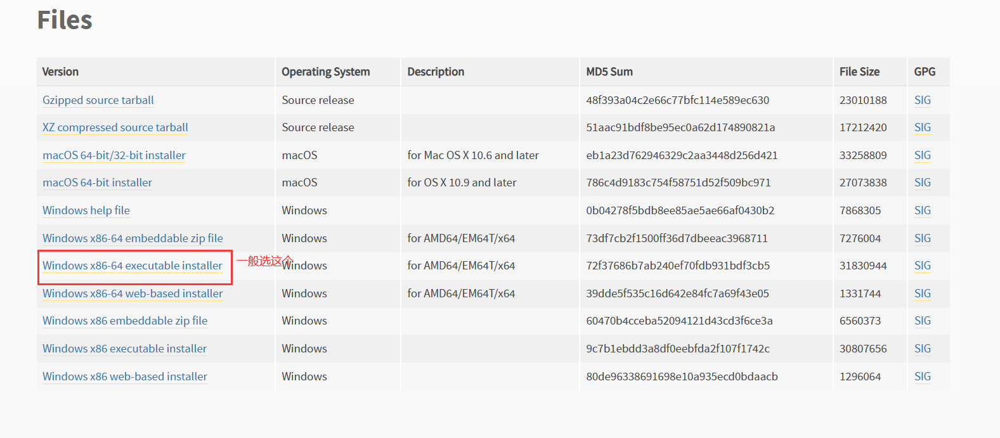 Files
Version Operating System Description MD5 Sum File Size GPG
Gzipped source tarball Source release 48f393a04c2e66c77bfc114e589ec630 23010188 SIG
XZ compressed source tarball Source release 51aac91bdf8be95ec0a62d174890821a 17212420 SIG
macOS 64-bit/32-bit installer macOS for Mac OS X 10.6 and later eb1a23d762946329c2aa3448d256d421 33258809 SIG
macOS 64-bit installer macOS for OS X 10.9 and later 786c4d9183c754f58751d52f509bc971 27073838 SIG
Windows help file Windows 0b04278f5bdb8ee85ae5ae66af0430b2 7868305 SIG
Windows x86-64 embeddable zip file Windows for AMD64/EM64T/x64 73df7cb2f1500ff36d7dbeeac3968711 7276004 SIG
Windows x86-64 executable installer 一般选这个 Windows for AMD64/EM64T/x64 72f37686b7ab240ef70fdb931bdf3cb5 31830944 SIG
Windows x86-64 web-based installer Windows for AMD64/EM64T/x64 39dde5f535c16d642e84fc7a69f43e05 1331744 SIG
Windows x86 embeddable zip file Windows 60470b4cceba52094121d43cd3f6ce3a 6560373 SIG
Windows x86 executable installer Windows 9c7b1ebdd3a8df0eebfda2f107f1742c 30807656 SIG
Windows x86 web-based installer Windows 80de96338691698e10a935ecd0bdaacb 1296064 SIG